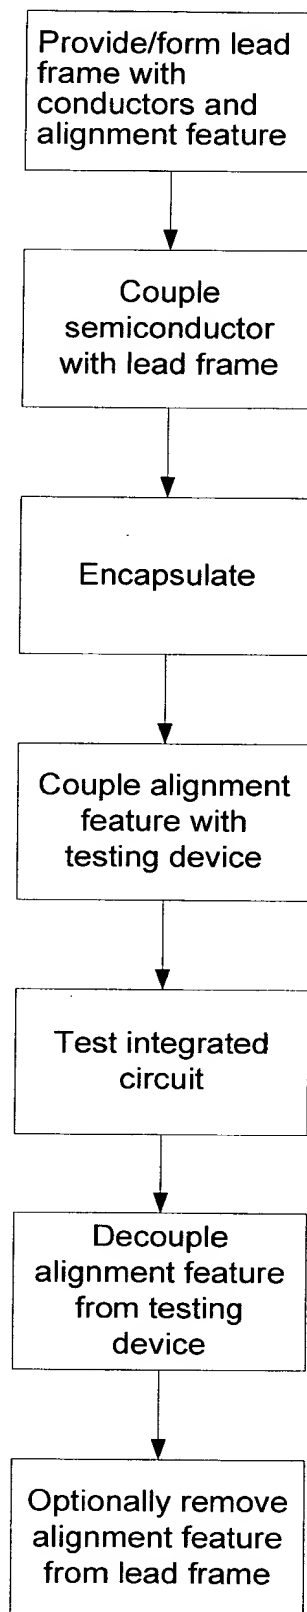 Provide/form lead
frame with
conductors and
alignment feature
Couple
semiconductor
with lead frame
Encapsulate
Couple alignment
feature with
testing device
Test integrated
circuit
Decouple
alignment feature
from testing
device
Optionally remove
alignment feature
from lead frame